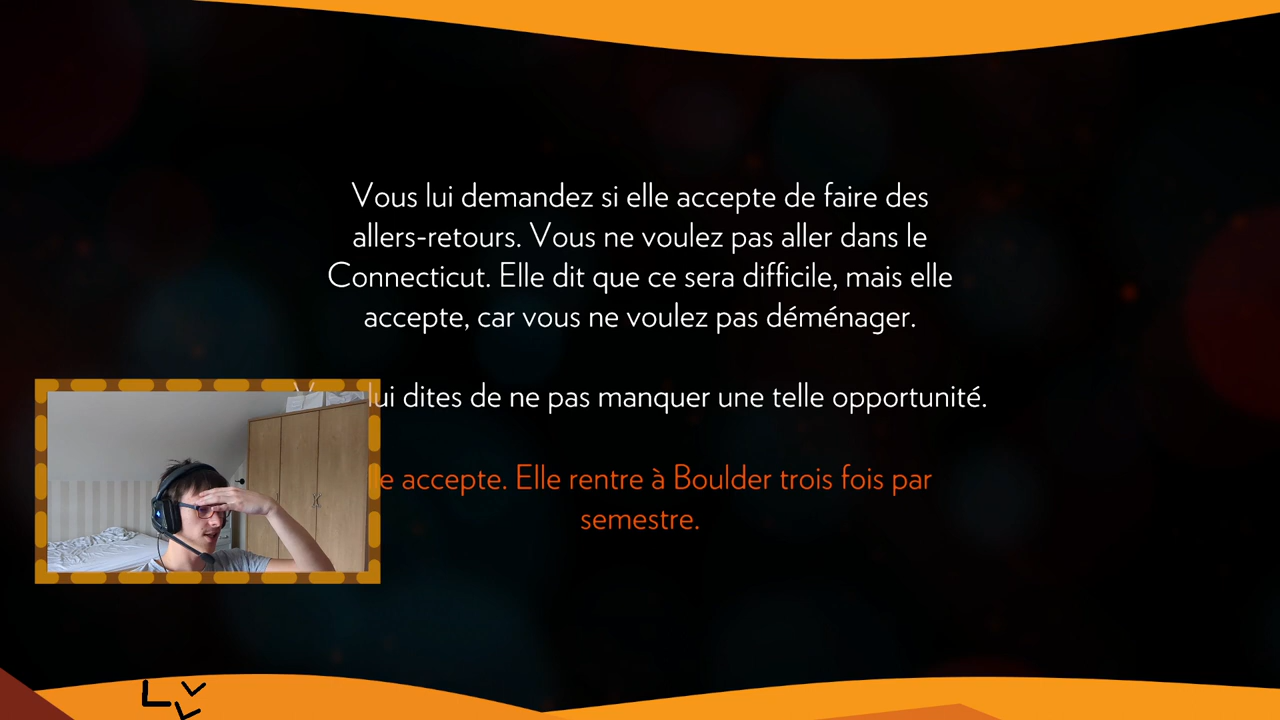 Vous lui demandez si elle accepte de faire des
allers-retours. Vous ne voulez pas aller dans le
Connecticut. Elle dit que ce sera difficile, mais elle
accepte, car vous ne voulez pas déménager.
lui dites de ne pas manquer une telle opportunité.
accepte. Elle rentre à Boulder trois fois par
semestre.